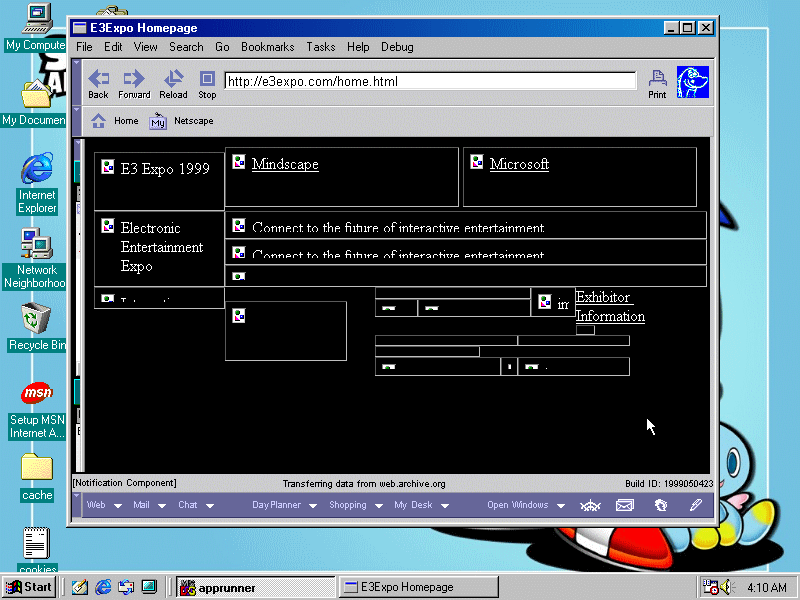 My Compute
My Documen
Internet
Explorer
Network
Neighborhoo
Recycle Bin
msn
Setup MSN
Internet A...
cache
cookies
E3Expo Homepage
File Edit View Search Go Bookmarks Tasks Help Debug
Back Forward Reload Stop
http://e3expo.com/home.html
Print
Home My Netscape
E3 Expo 1999
Mindscape
Microsoft
Electronic
Entertainment
Expo
Connect to the future of interactive entertainment
Connect to the future of interactive entertainment
in
Exhibitor
Information
[Notification Component] Transferring data from web.archive.org Build ID: 1999050423
Web Mail Chat Day Planner Shopping My Desk Open Windows
Start apprunner E3Expo Homepage 4:10 AM